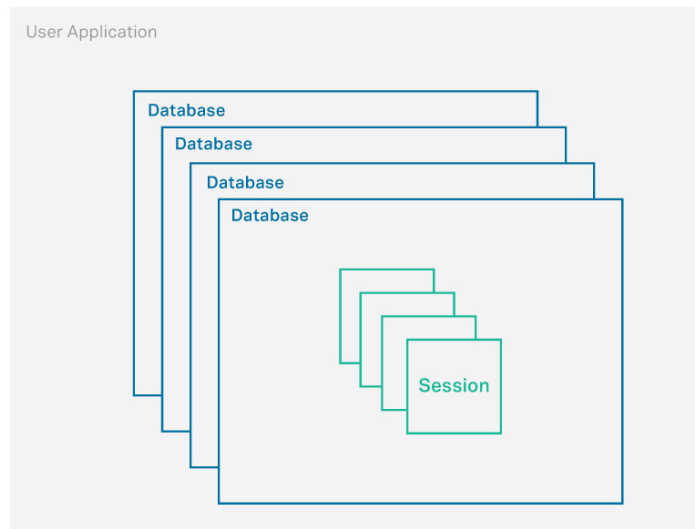 User Application
Database
Database
Database
Database
Session